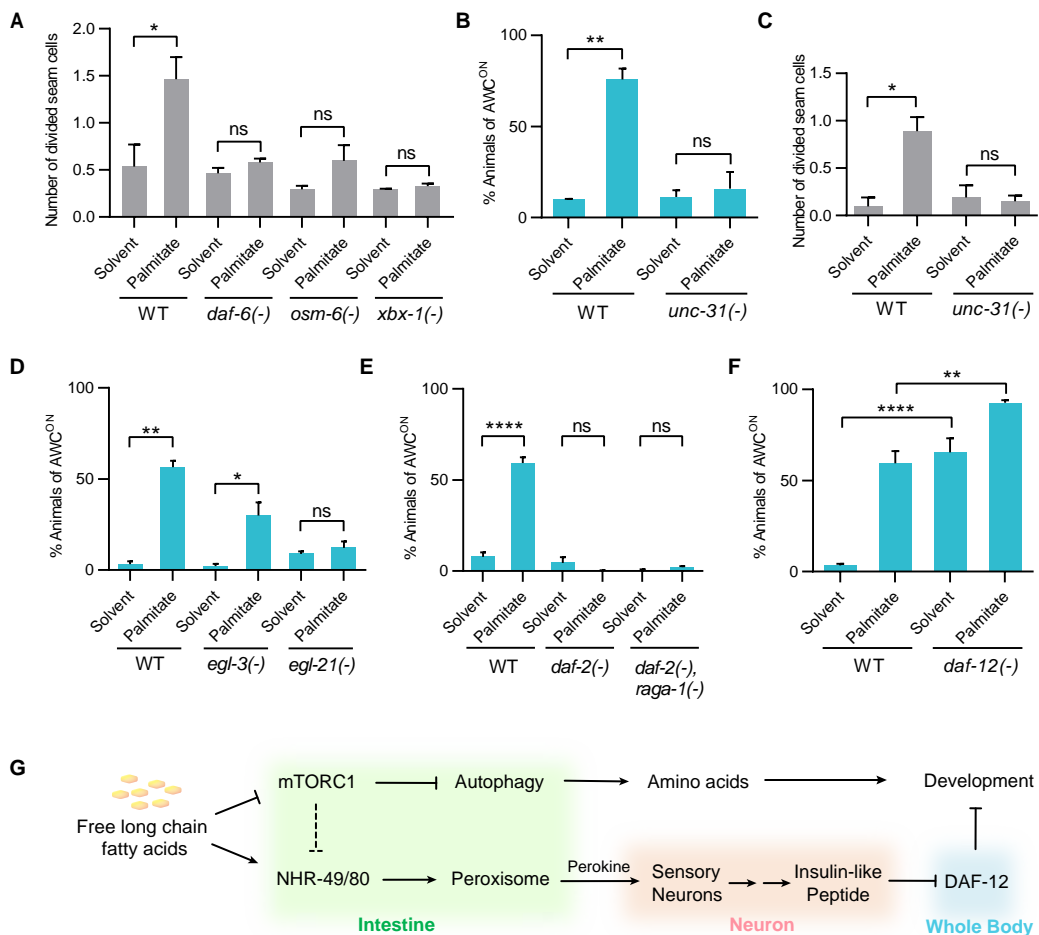 A
Number of divided seam cells
2.0
1.5
1.0
0.5
0.0
*
ns
ns
ns
Solvent
Palmitate
Solvent
Palmitate
Solvent
Palmitate
Solvent
Palmitate
WT
daf-6(-)
osm-6(-)
xbx-1(-)
B
% Animals of AWC^ON
100
50
0
**
ns
Solvent
Palmitate
Solvent
Palmitate
WT
unc-31(-)
C
Number of divided seam cells
1.5
1.0
0.5
0.0
*
ns
Solvent
Palmitate
Solvent
Palmitate
WT
unc-31(-)
D
% Animals of AWC^ON
100
50
0
**
*
ns
Solvent
Palmitate
Solvent
Palmitate
Solvent
Palmitate
WT
egl-3(-)
egl-21(-)
E
% Animals of AWC^ON
100
50
0
****
ns
ns
Solvent
Palmitate
Solvent
Palmitate
Solvent
Palmitate
WT
daf-2(-)
daf-2(-),
raga-1(-)
F
% Animals of AWC^ON
100
50
0
**
****
Solvent
Palmitate
Solvent
Palmitate
WT
daf-12(-)
G
Free long chain
fatty acids
mTORC1
Autophagy
Amino acids
Development
NHR-49/80
Peroxisome
Perokine
Sensory
Neurons
Insulin-like
Peptide
DAF-12
Intestine
Neuron
Whole Body